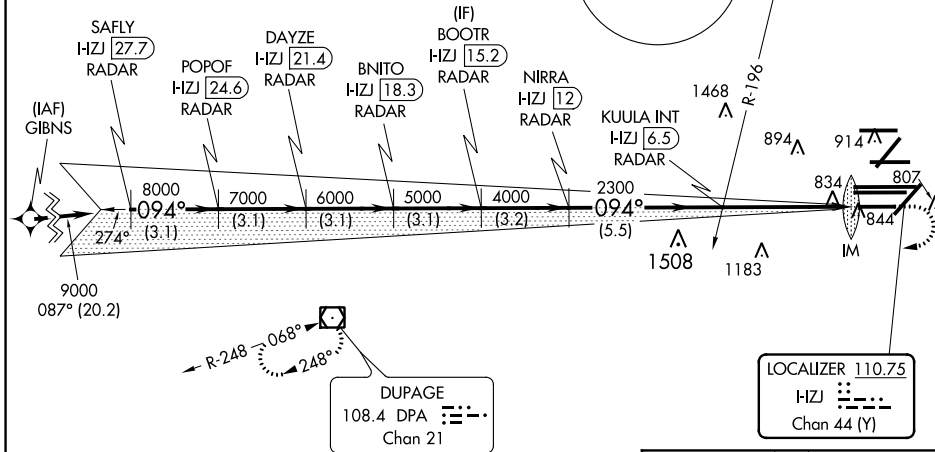 SAFLY
I-IZJ 27.7
RADAR
POPOF
I-IZJ 24.6
RADAR
DAYZE
I-IZJ 21.4
RADAR
BNITO
I-IZJ 18.3
RADAR
(IF)
BOOTR
I-IZJ 15.2
RADAR
NIRRA
I-IZJ 12
RADAR
KUULA INT
I-IZJ 6.5
RADAR
(IAF)
GIBNS
R-196
1468
894
914
834
807
844
8000
7000
6000
5000
4000
2300
094°
094°
274°
(3.1)
(3.1)
(3.1)
(3.1)
(3.2)
(5.5)
1508
1183
IM
9000
087° (20.2)
R-248
068°
248°
DUPAGE
108.4 DPA
Chan 21
LOCALIZER 110.75
I-IZJ
Chan 44 (Y)